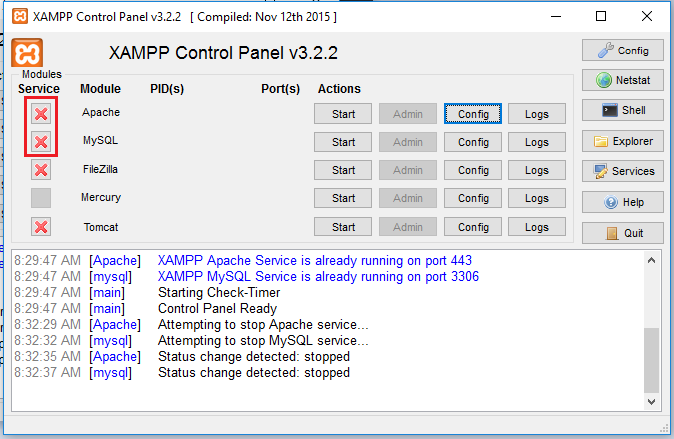 XAMPP Control Panel v3.2.2 [ Compiled: Nov 12th 2015 ]
XAMPP Control Panel v3.2.2
Config
Modules
Service Module PID(s) Port(s) Actions
Netstat
Apache Start Admin Config Logs
Shell
MySQL Start Admin Config Logs
Explorer
FileZilla Start Admin Config Logs
Services
Mercury Start Admin Config Logs
Help
Tomcat Start Admin Config Logs
Quit
8:29:47 AM [Apache] XAMPP Apache Service is already running on port 443
8:29:47 AM [mysql] XAMPP MySQL Service is already running on port 3306
8:29:47 AM [main] Starting Check-Timer
8:29:47 AM [main] Control Panel Ready
8:32:29 AM [Apache] Attempting to stop Apache service...
8:32:32 AM [mysql] Attempting to stop MySQL service...
8:32:35 AM [Apache] Status change detected: stopped
8:32:37 AM [mysql] Status change detected: stopped